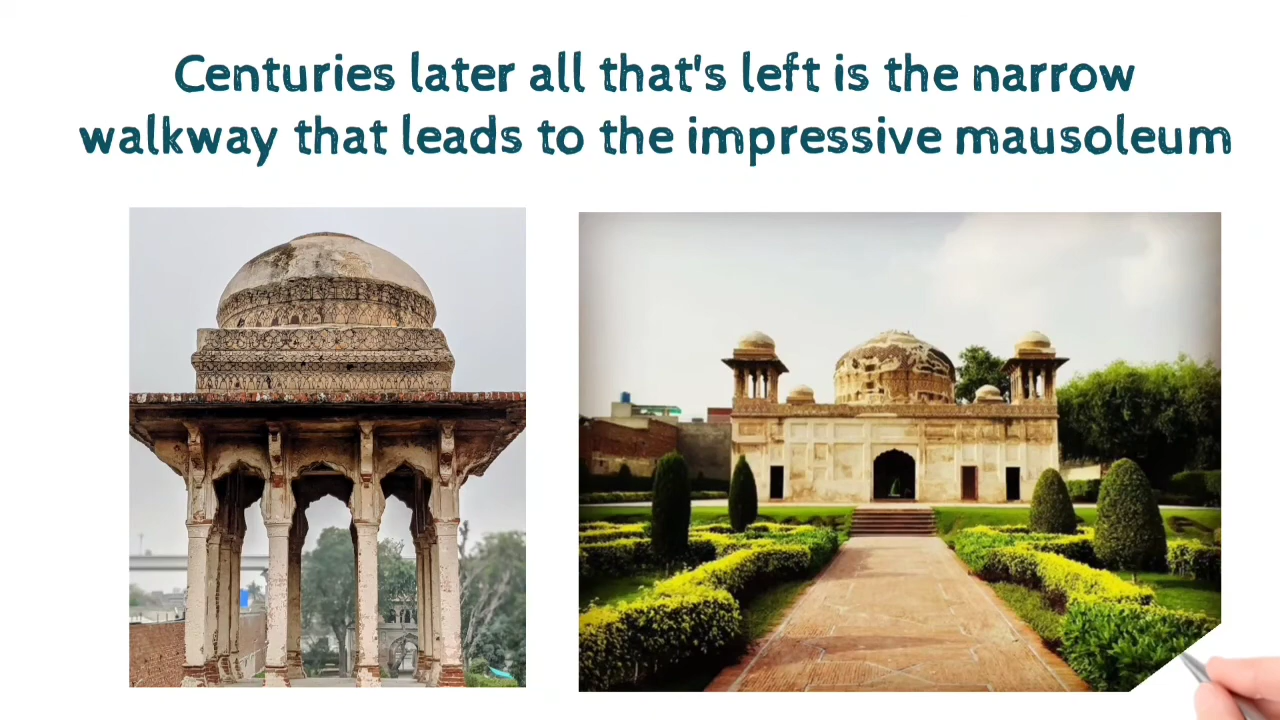 Centuries later all that's left is the narrow
walkway that leads to the impressive mausoleum